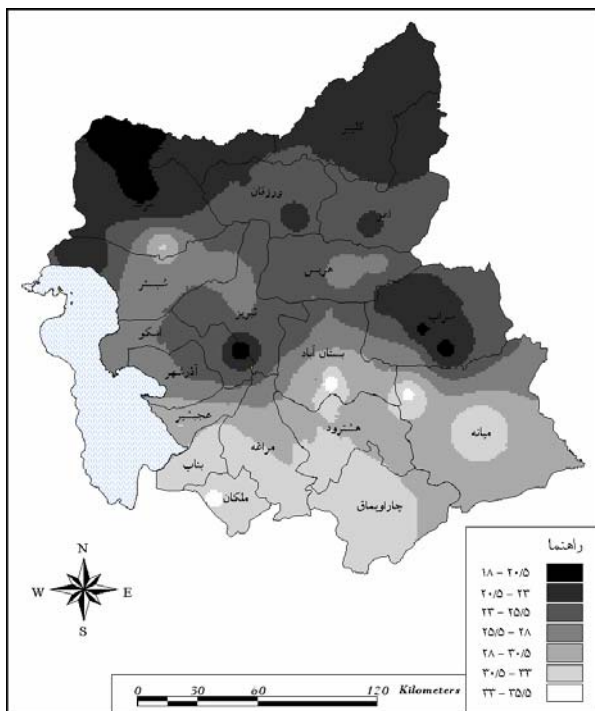 کلیبر
مرند
ورزقان
اهر
شبستر
هریس
تبریز
سراب
اسکو
بستان آباد
آذرشهر
عجبشیر
هشترود
میانه
مراغه
بناب
ملکان
چاراویماق
N
W E
S
راهنما
۱۸ - ۲۰/۵
۲۰/۵ - ۲۳
۲۳ - ۲۵/۵
۲۵/۵ - ۲۸
۲۸ - ۳۰/۵
۳۰/۵ - ۳۳
۳۳ - ۳۵/۵
0 15 30 60 120 Kilometers